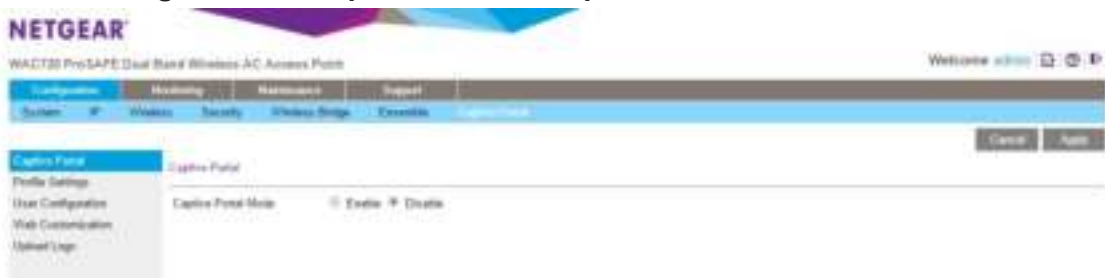 NETGEAR
WAC730 ProSAFE Dual Band Wireless AC Access Point
Welcome admin
Configuration Monitoring Maintenance Support
System IP Wireless Security Wireless Bridge Ensemble Captive Portal
Cancel Apply
Captive Portal
Captive Portal
Profile Settings
User Configuration
Captive Portal Mode Enable Disable
Web Customization
Upload Logo